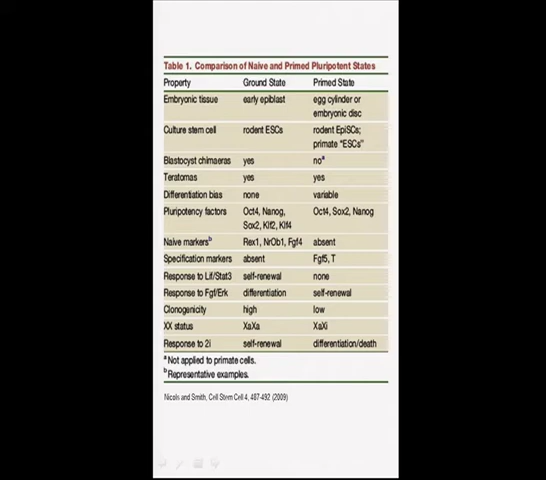 Table 1. Comparison of Naive and Primed Pluripotent States
Property Ground State Primed State
Embryonic tissue early epiblast egg cylinder or
embryonic disc
Culture stem cell rodent ESCs rodent EpiSCs;
primate "ESCs"
Blastocyst chimaeras yes no^a
Teratomas yes yes
Differentiation bias none variable
Pluripotency factors Oct4, Nanog, Oct4, Sox2, Nanog
Sox2, Klf2, Klf4
Naive markers^b Rex1, NrOb1, Fgf4 absent
Specification markers absent Fgf5, T
Response to Lif/Stat3 self-renewal none
Response to Fgf/Erk differentiation self-renewal
Clonogenicity high low
XX status XaXa XaXi
Response to 2i self-renewal differentiation/death
^a Not applied to primate cells.
^b Representative examples.
Nicols and Smith, Cell Stem Cell 4, 487-492 (2009)